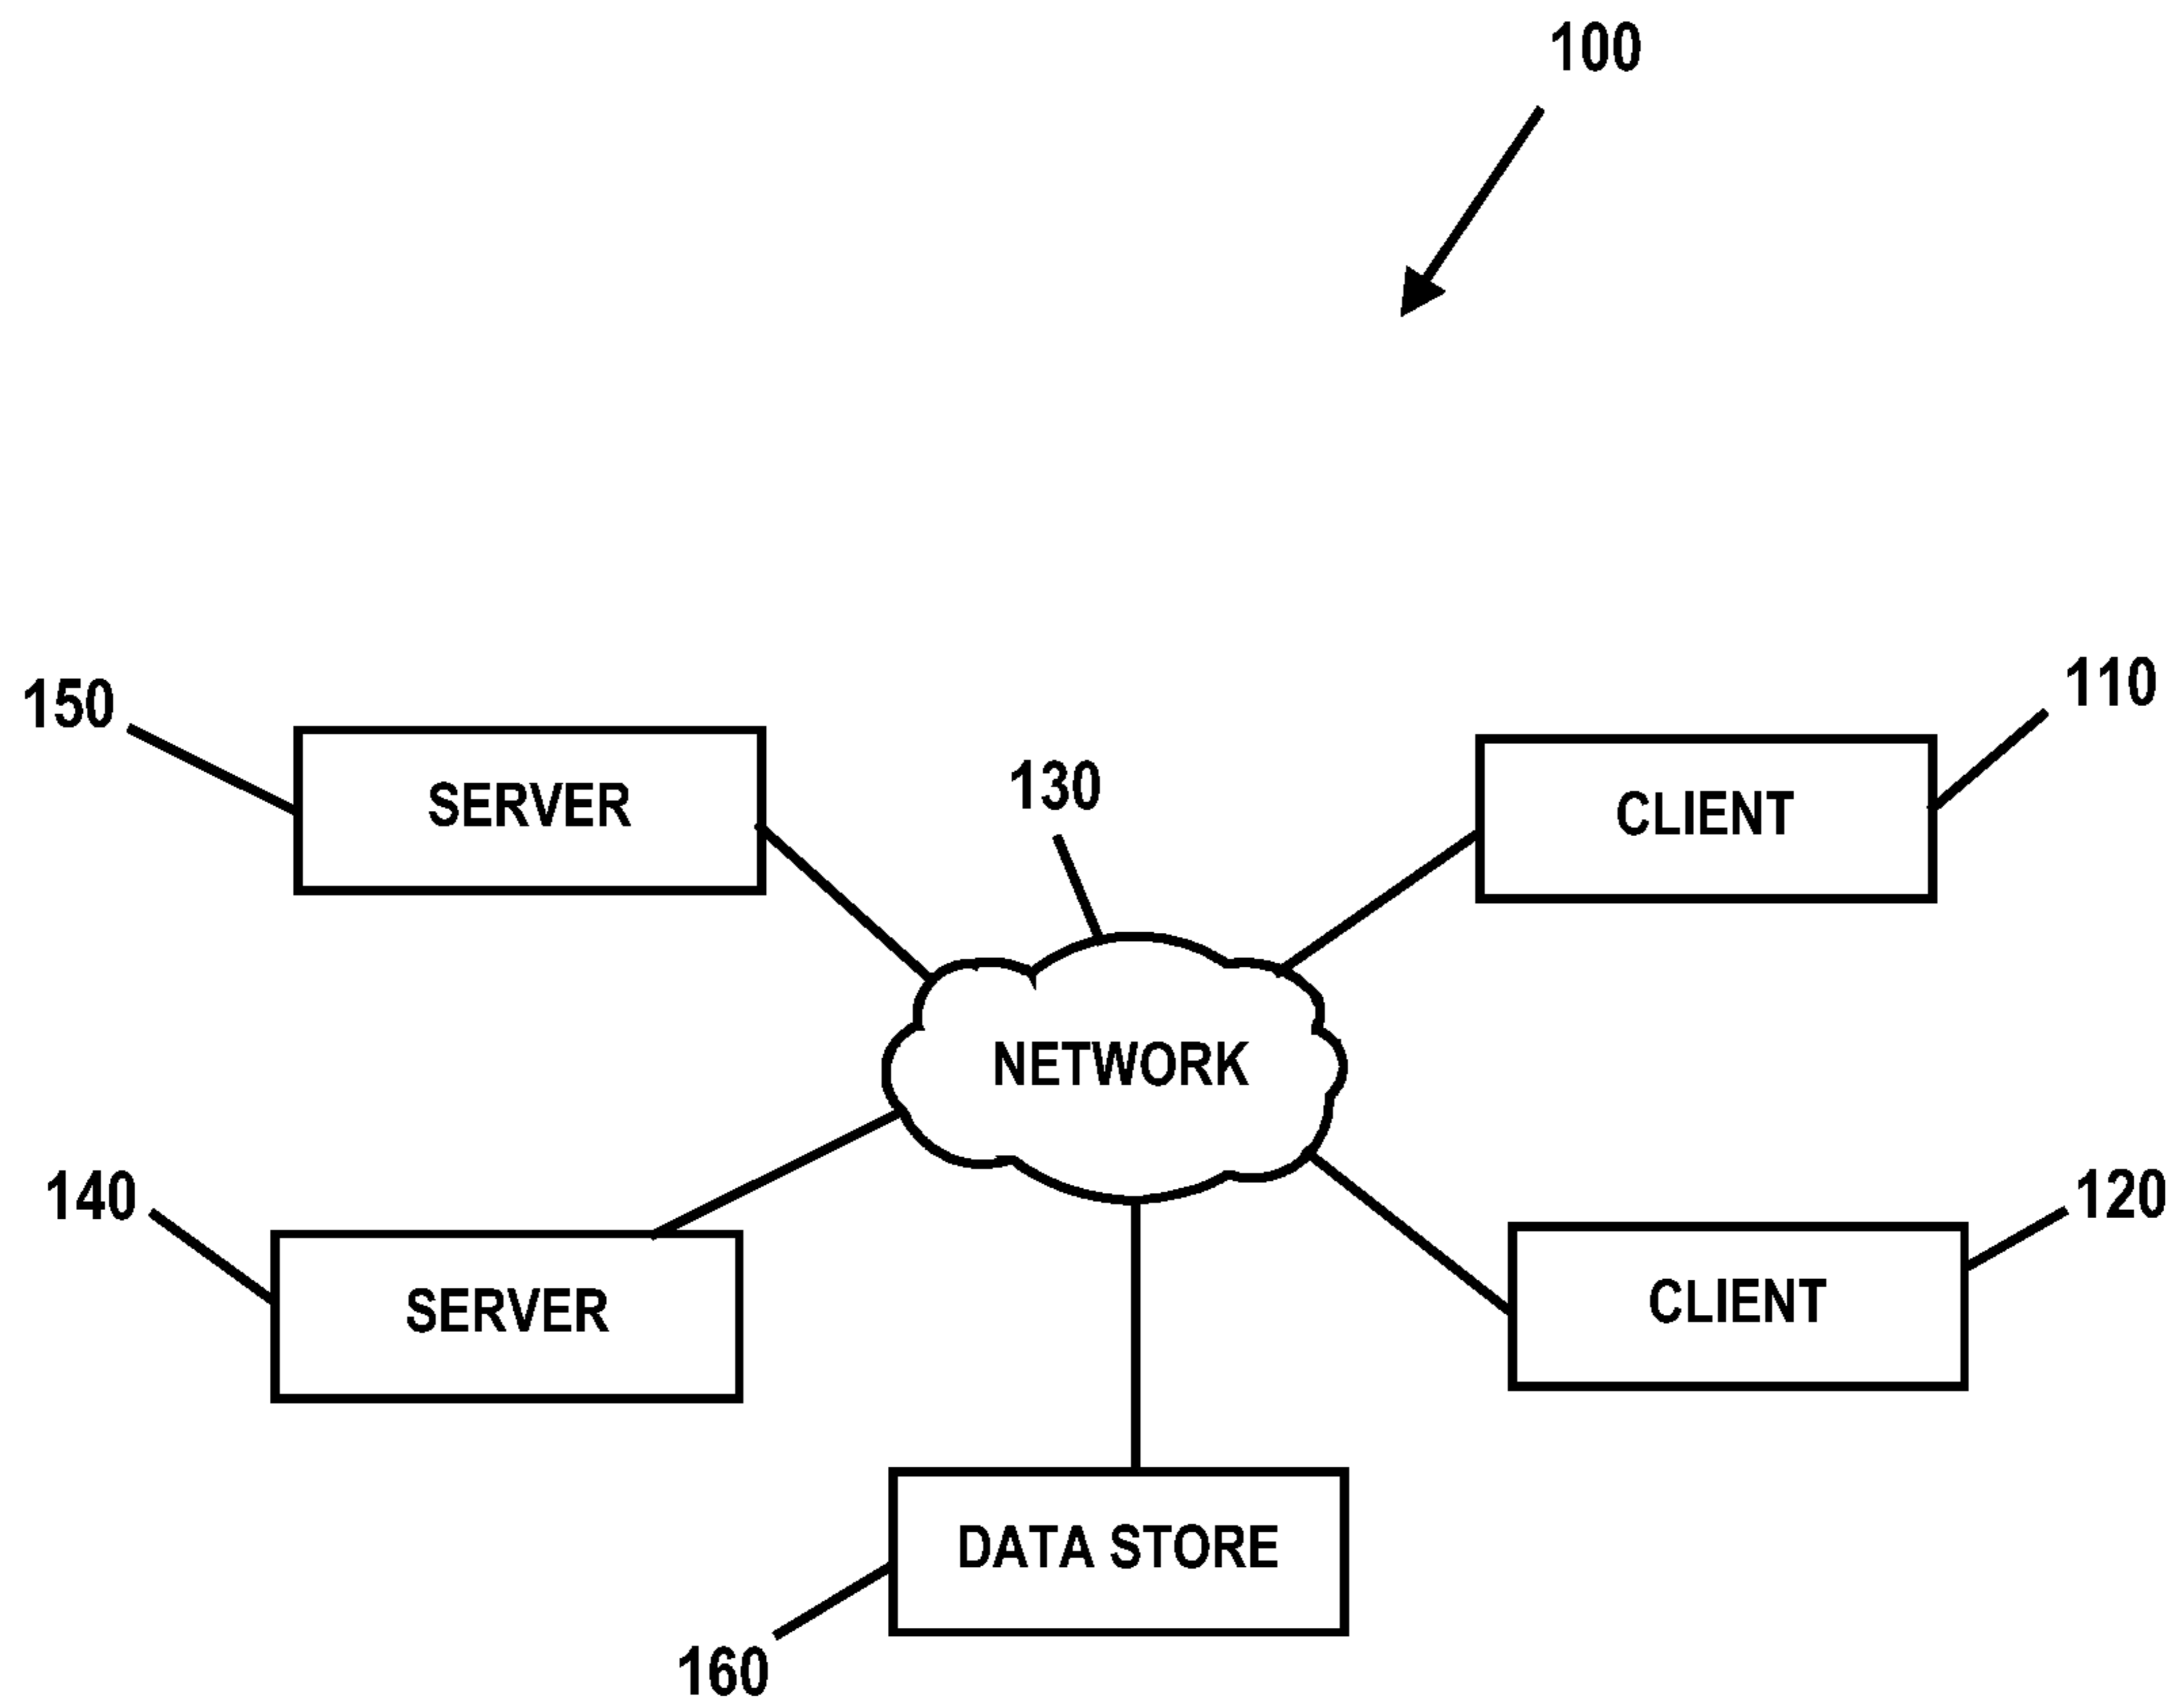 100
110
150
130
SERVER
CLIENT
NETWORK
140
120
SERVER
CLIENT
DATA STORE
160